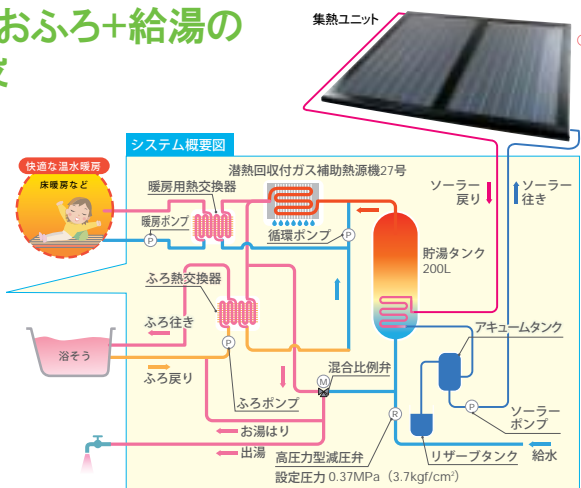 おふろ+給湯の
集熱ユニット
システム概要図
快適な温水暖房
床暖房など
潜熱回収付ガス補助熱源機27号
暖房用熱交換器
暖房ポンプ
P
循環ポンプ
P
ソーラー
戻り
ソーラー
往き
貯湯タンク
200L
ふろ熱交換器
ふろ往き
浴そう
ふろ戻り
P
ふろポンプ
混合比例弁
M
アキュームタンク
P
ソーラー
ポンプ
リザーブタンク
R
お湯はり
出湯
高圧力型減圧弁
設定圧力 0.37MPa（3.7kgf/cm²）
給水